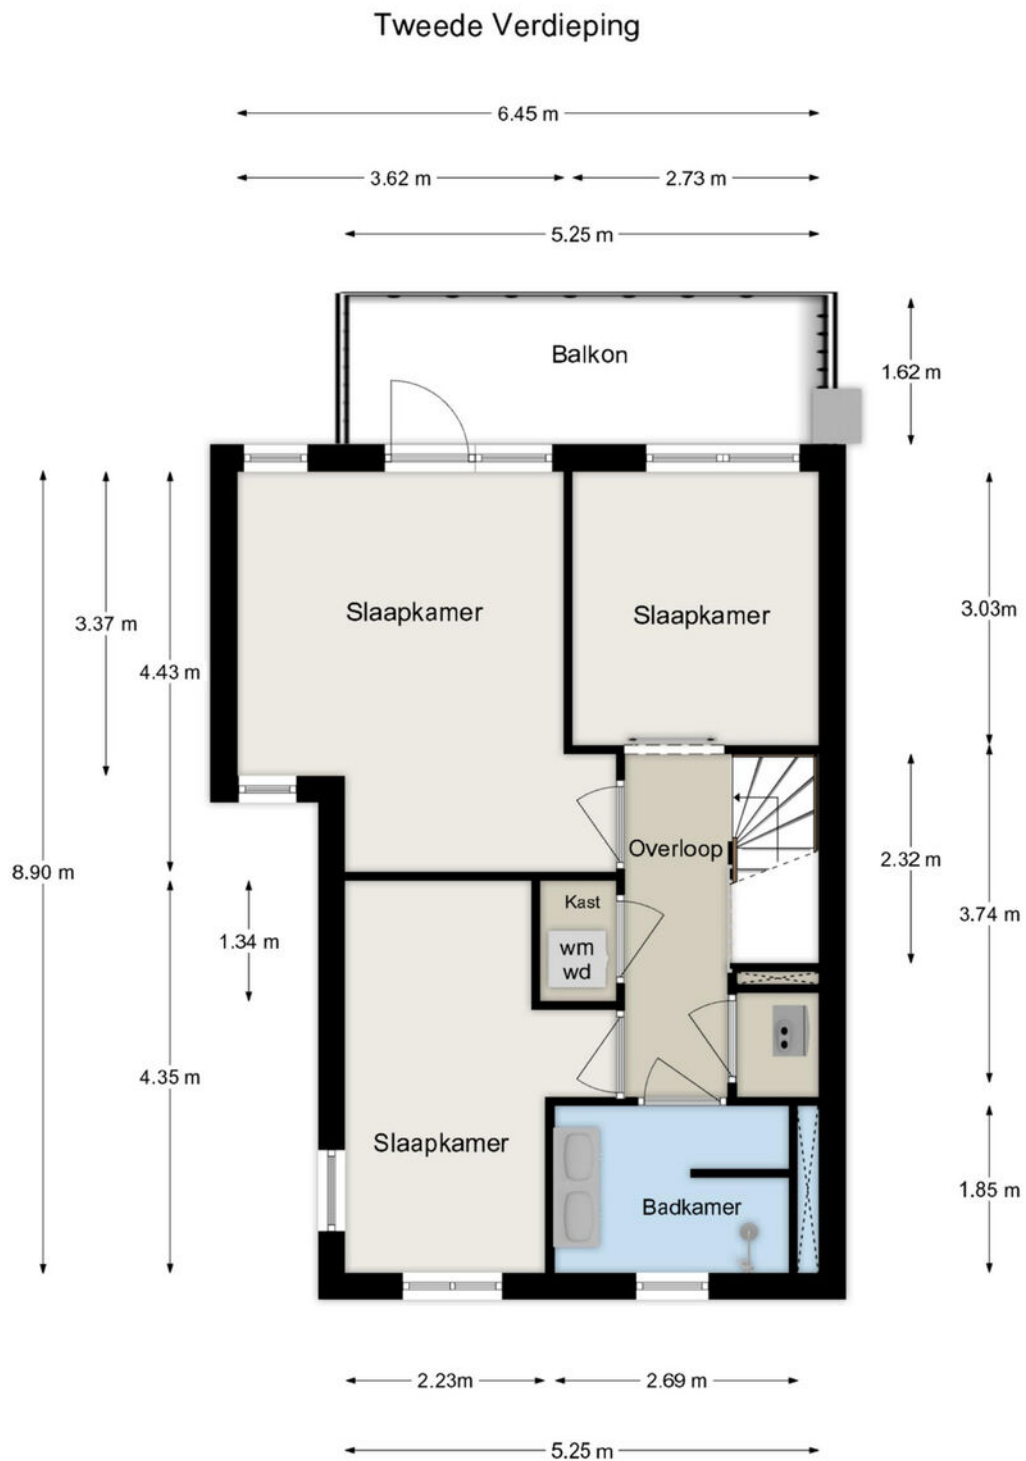 Tweede Verdieping
6.45 m
3.62 m
2.73 m
5.25 m
Balkon
1.62 m
Slaapkamer
Slaapkamer
3.03m
3.37 m
4.43 m
Overloop
2.32 m
8.90 m
Kast
3.74 m
1.34 m
wm
wd
4.35 m
Slaapkamer
1.85 m
Badkamer
2.23m
2.69 m
5.25 m